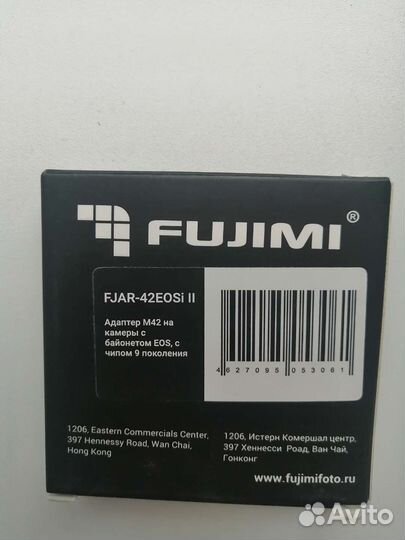 FUJIMI®
FJAR-42EOSi II
Адаптер М42 на
камеры с
байонетом EOS, с
чипом 9 поколения
4 627095 053061
1206, Eastern Commercials Center,
397 Hennessy Road, Wan Chai,
Hong Kong
1206, Истерн Комершал центр,
397 Хеннесси Роад, Ван Чай,
Гонконг
www.fujimifoto.ru
Avito